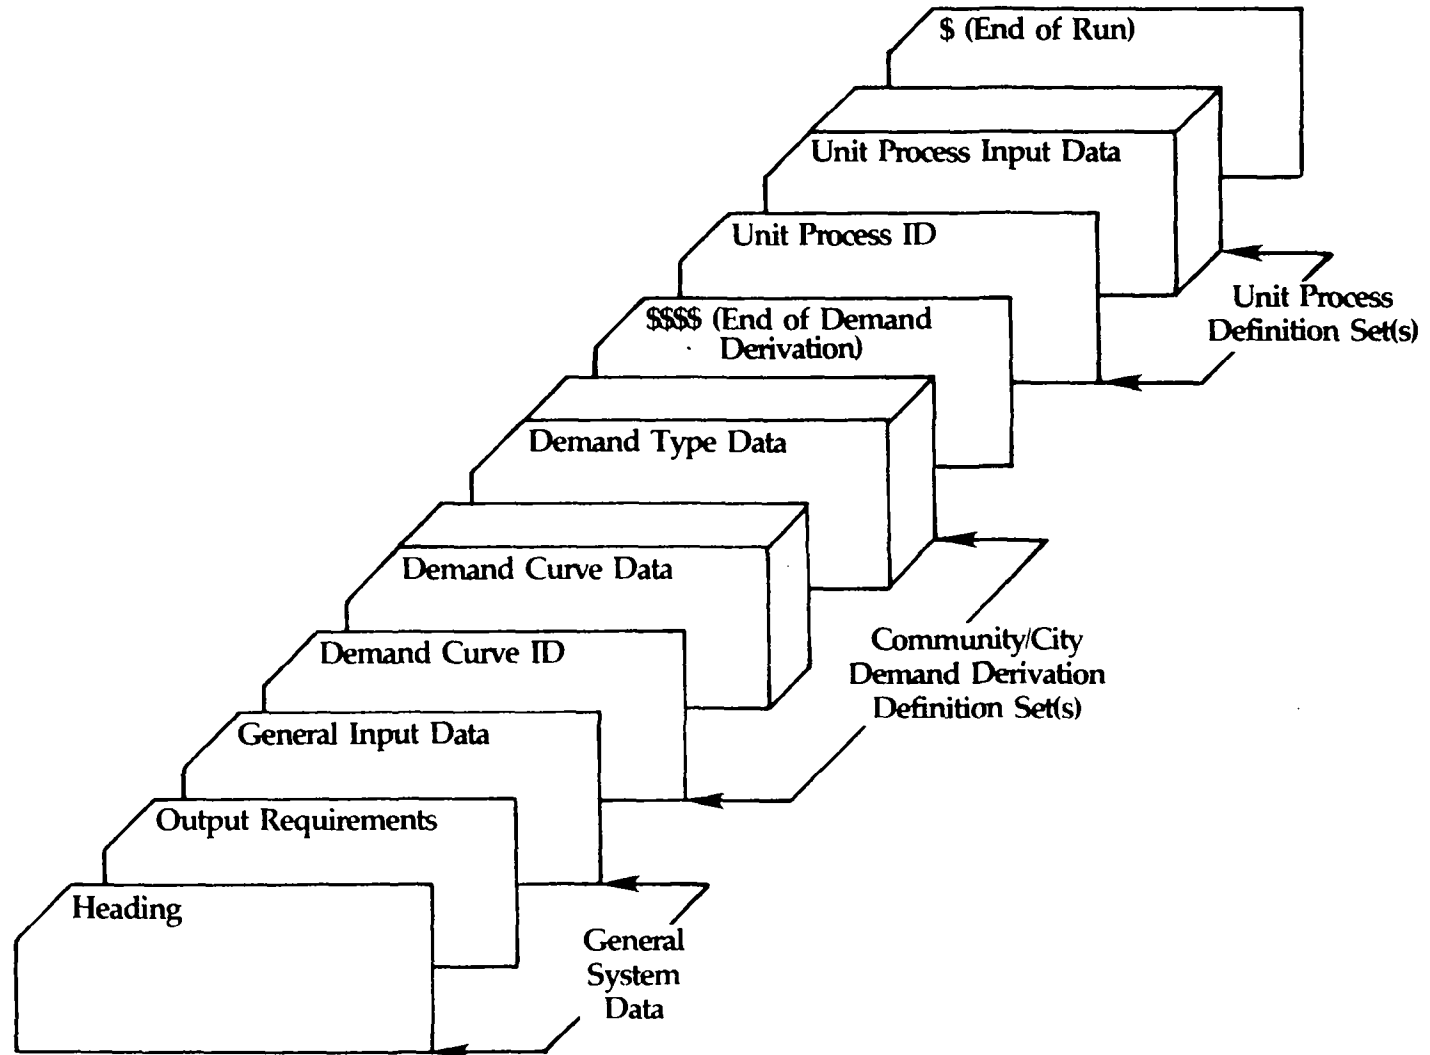 $ (End of Run)
Unit Process Input Data
Unit Process ID
Unit Process
Definition Set(s)
$$$$ (End of Demand
Derivation)
Demand Type Data
Demand Curve Data
Demand Curve ID
Community/City
Demand Derivation
Definition Set(s)
General Input Data
Output Requirements
Heading
General
System
Data